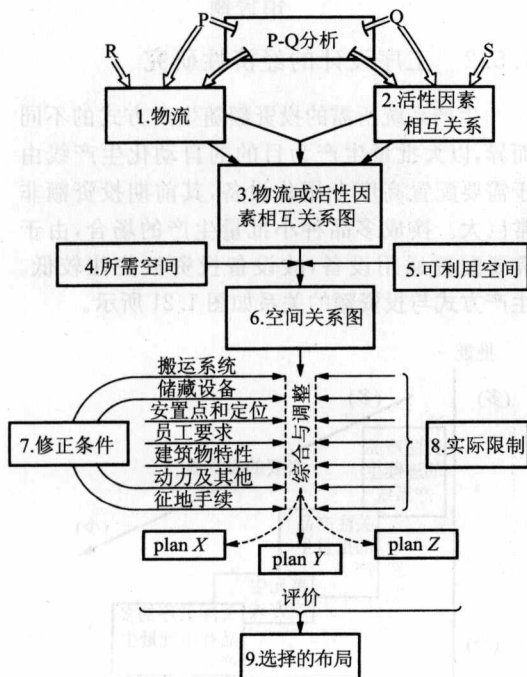 P
Q
P-Q分析
R
S
1.物流
2.活性因素
相互关系
3.物流或活性因
素相互关系图
4.所需空间
5.可利用空间
6.空间关系图
搬运系统
储藏设备
安置点和定位
员工要求
建筑物特性
动力及其他
征地手续
7.修正条件
综合与调整
8.实际限制
plan X
plan Y
plan Z
评价
9.选择的布局